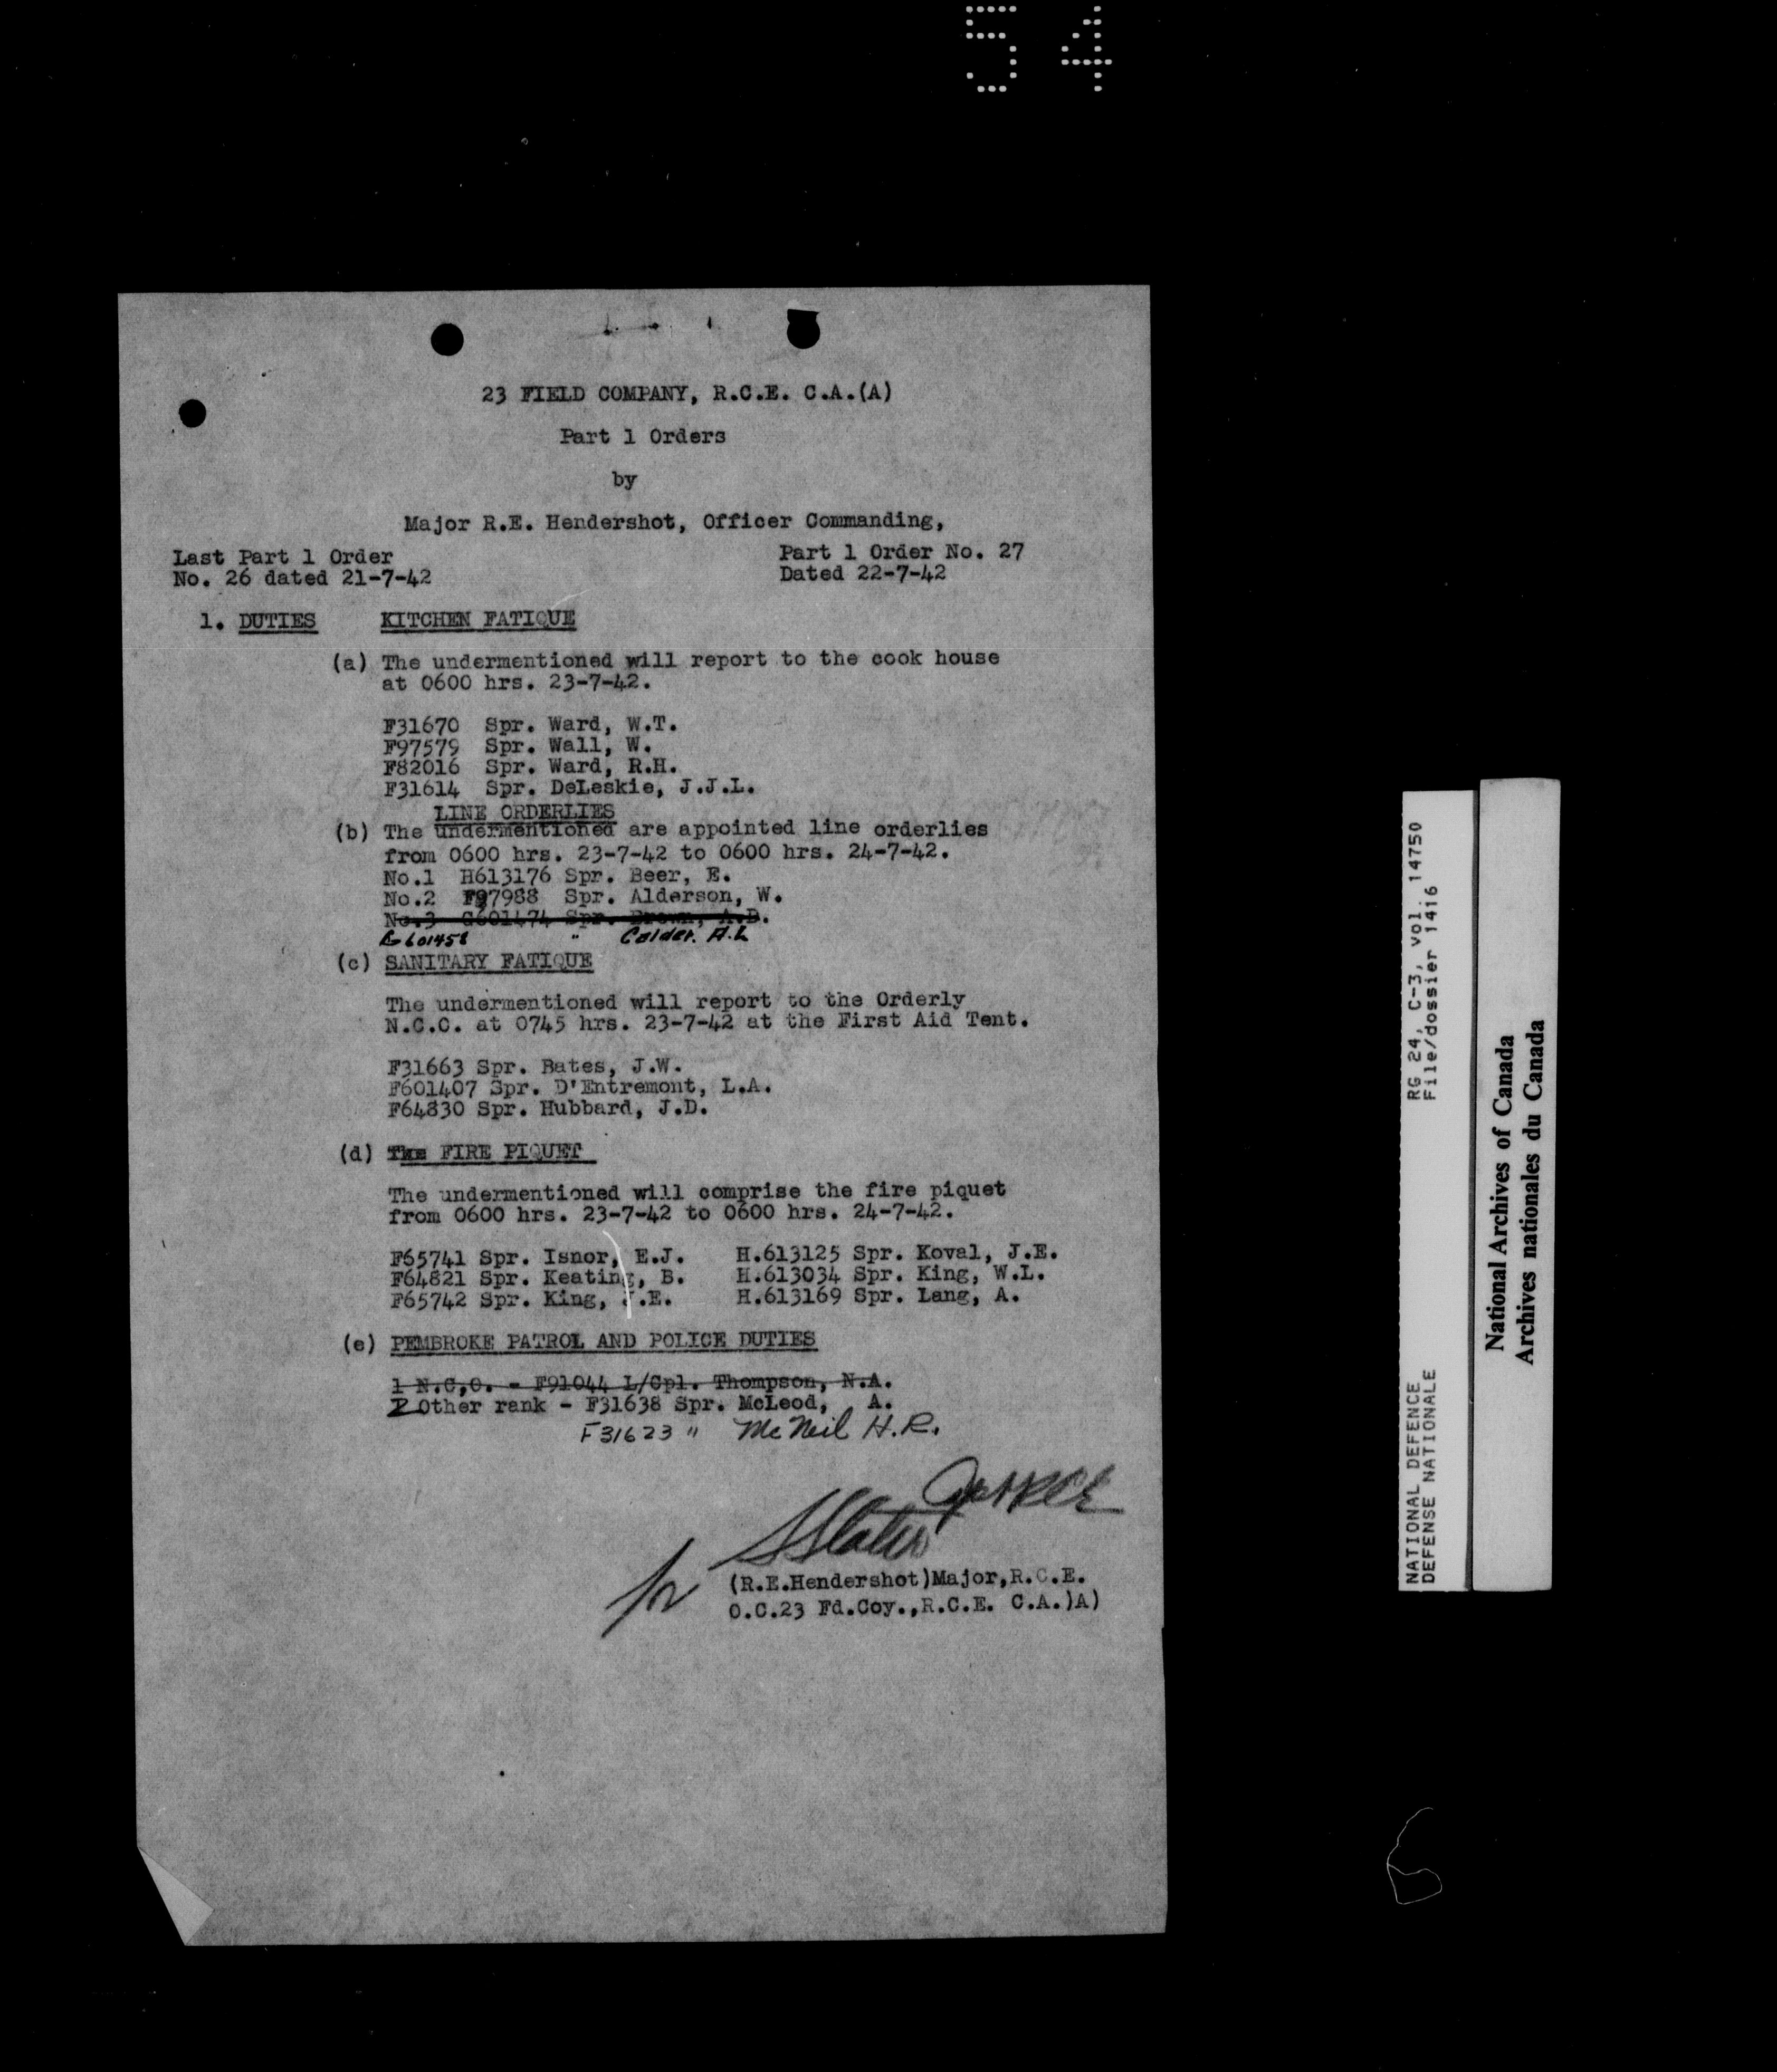 54
23 FIELD COMPANY, R.C.E. C.A.(A)
Part 1 Orders
by
Major R.E. Hendershot, Officer Commanding,
Last Part 1 Order
No. 26 dated 21-7-42
Part 1 Order No. 27
Dated 22-7-42
1. DUTIES KITCHEN FATIQUE
(a) The undermentioned will report to the cook house
at 0600 hrs. 23-7-42.
F31670 Spr. Ward, W.T.
F97579 Spr. Wall, W.
F82016 Spr. Ward, R.H.
F31614 Spr. DeLeskie, J.J.L.
LINE ORDERLIES
(b) The undermentioned are appointed line orderlies
from 0600 hrs. 23-7-42 to 0600 hrs. 24-7-42.
No.1 H613176 Spr. Beer, E.
No.2 F97988 Spr. Alderson, W.
No.3 G601474 Spr. Brown, A.D.
G601458 " Calder. A.L
(c) SANITARY FATIQUE
The undermentioned will report to the Orderly
N.C.O. at 0745 hrs. 23-7-42 at the First Aid Tent.
F31663 Spr. Bates, J.W.
F601407 Spr. D'Entremont, L.A.
F64830 Spr. Hubbard, J.D.
(d) The FIRE PIQUET
The undermentioned will comprise the fire piquet
from 0600 hrs. 23-7-42 to 0600 hrs. 24-7-42.
F65741 Spr. Isnor, E.J. H.613125 Spr. Koval, J.E.
F64821 Spr. Keating, B. H.613034 Spr. King, W.L.
F65742 Spr. King, J.E. H.613169 Spr. Lang, A.
(e) PEMBROKE PATROL AND POLICE DUTIES
1 N.C,O. - F91044 L/Cpl. Thompson, N.A.
2 Other rank - F31638 Spr. McLeod, A.
F31623 " McNeil H.R.
for
(R.E.Hendershot)Major,R.C.E.
O.C.23 Fd.Coy.,R.C.E. C.A.)A)
NATIONAL DEFENCE RG 24, C-3, vol. 14750
DEFENSE NATIONALE File/dossier 1416
National Archives of Canada
Archives nationales du Canada